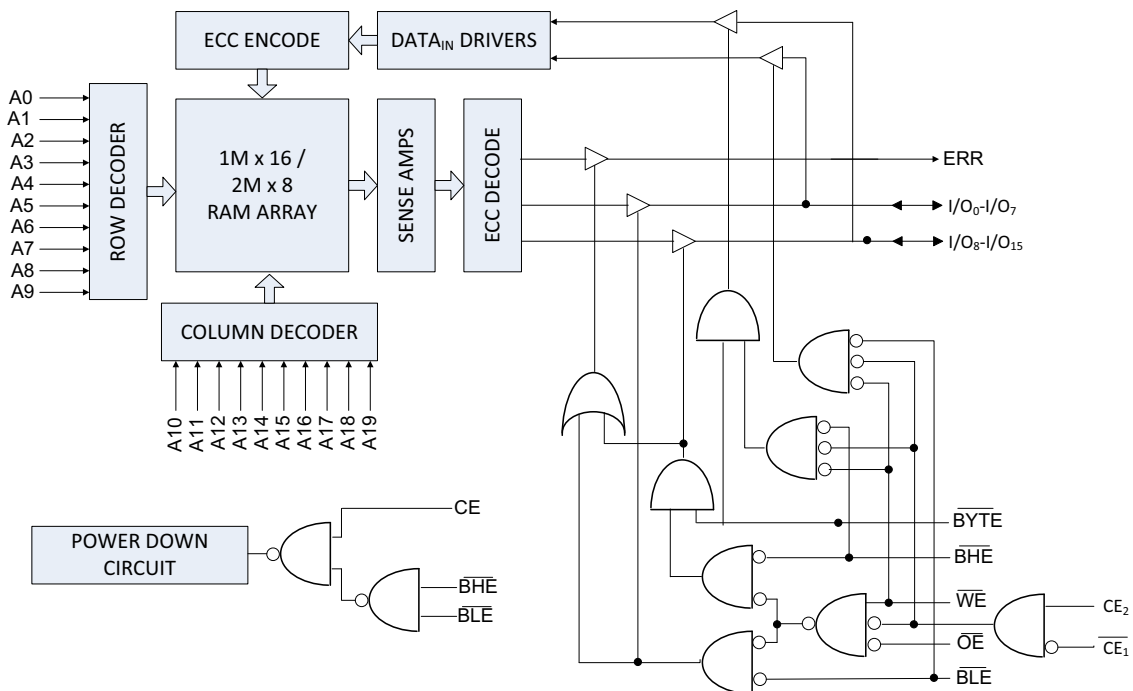 ECC ENCODE
DATAIN DRIVERS
A0
A1
A2
A3
A4
A5
A6
A7
A8
A9
ROW DECODER
1M x 16 /
2M x 8
RAM ARRAY
SENSE AMPS
ECC DECODE
ERR
I/O0-I/O7
I/O8-I/O15
COLUMN DECODER
A10
A11
A12
A13
A14
A15
A16
A17
A18
A19
POWER DOWN
CIRCUIT
CE
BHE
BLE
BYTE
BHE
WE
OE
BLE
CE2
CE1